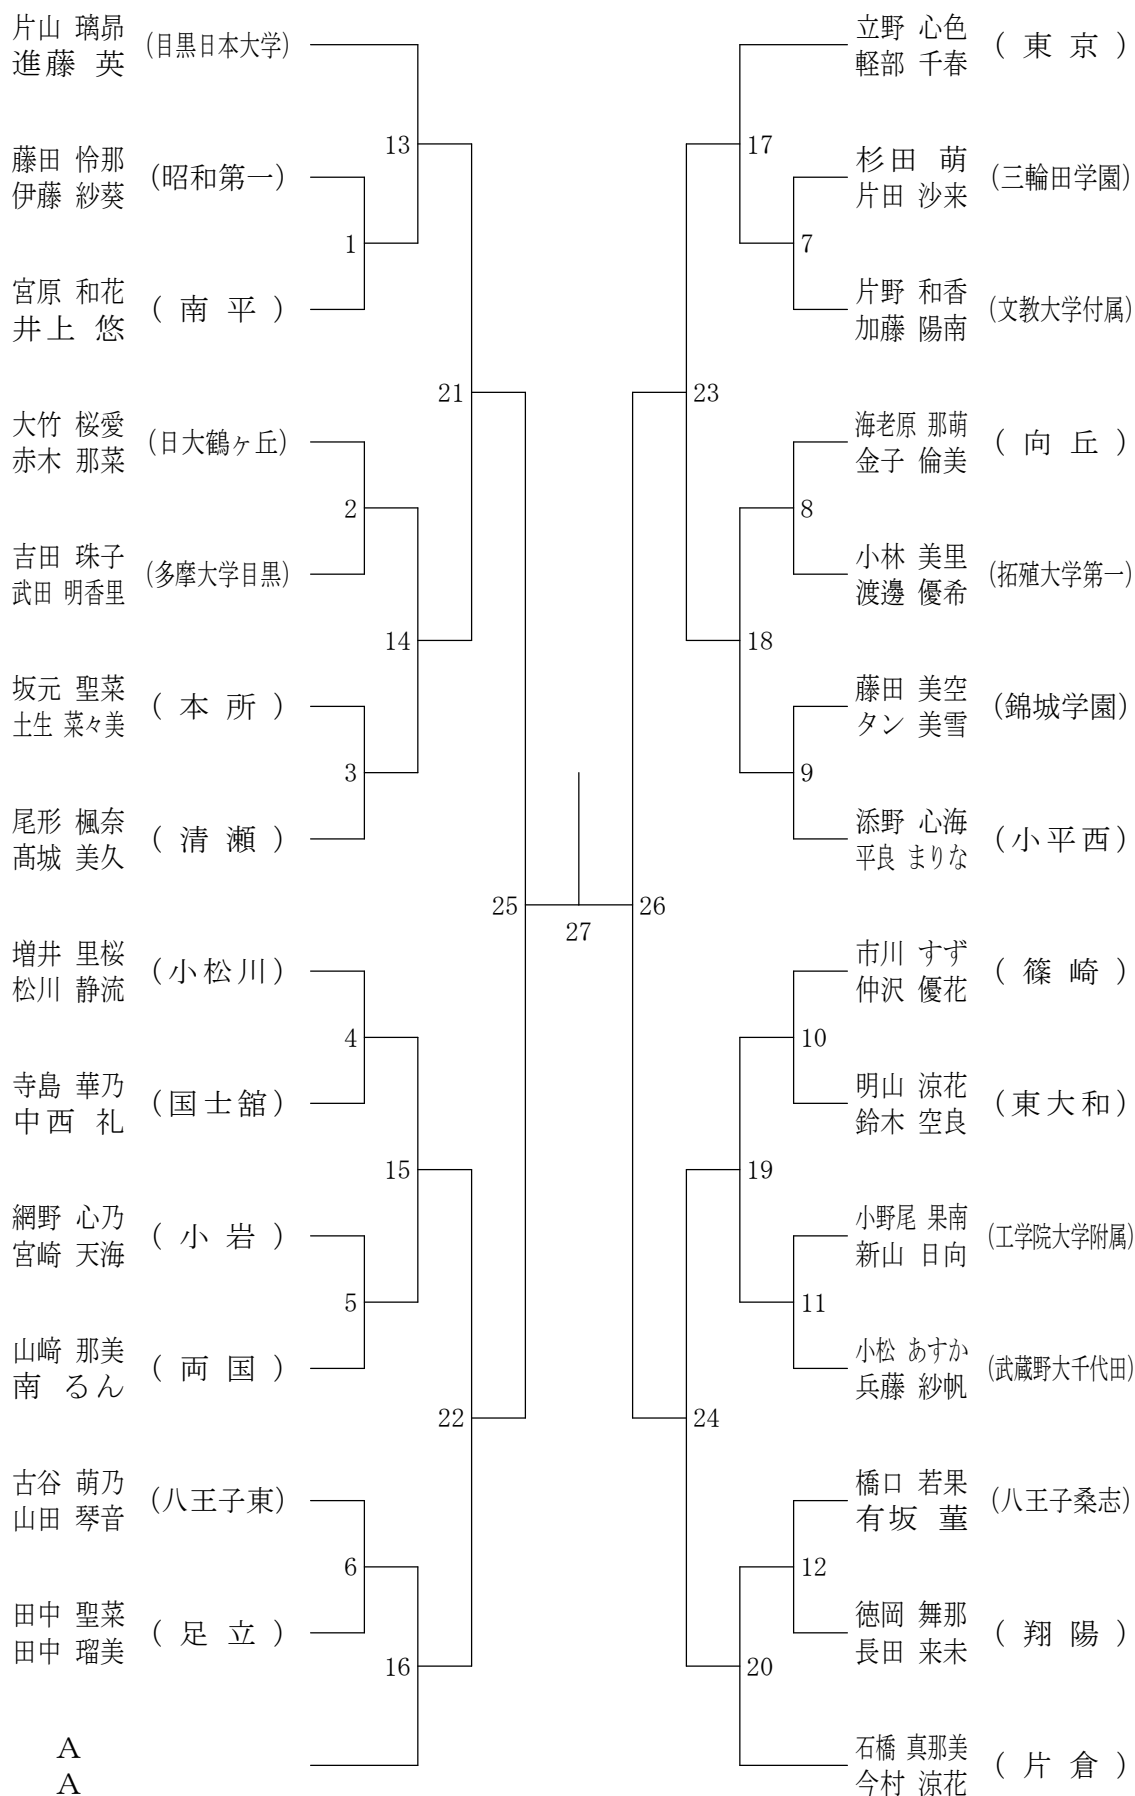 片山 璃昴
進藤 英
(目黒日本大学)
藤田 怜那
伊藤 紗葵
(昭和第一)
宮原 和花
井上 悠
( 南 平 )
大竹 桜愛
赤木 那菜
(日大鶴ヶ丘)
吉田 珠子
武田 明香里
(多摩大学目黒)
坂元 聖菜
土生 菜々美
( 本 所 )
尾形 楓奈
髙城 美久
( 清 瀬 )
増井 里桜
松川 静流
(小松川)
寺島 華乃
中西 礼
(国士舘)
網野 心乃
宮崎 天海
( 小 岩 )
山﨑 那美
南 るん
( 両 国 )
古谷 萌乃
山田 琴音
(八王子東)
田中 聖菜
田中 瑠美
( 足 立 )
A
A
1
2
3
4
5
6
13
14
15
16
21
22
25
27
26
23
24
17
18
19
20
7
8
9
10
11
12
立野 心色
軽部 千春
( 東 京 )
杉田 萌
片田 沙来
(三輪田学園)
片野 和香
加藤 陽南
(文教大学付属)
海老原 那萌
金子 倫美
( 向 丘 )
小林 美里
渡邊 優希
(拓殖大学第一)
藤田 美空
タン 美雪
(錦城学園)
添野 心海
平良 まりな
(小平西)
市川 すず
仲沢 優花
( 篠 崎 )
明山 涼花
鈴木 空良
(東大和)
小野尾 果南
新山 日向
(工学院大学附属)
小松 あすか
兵藤 紗帆
(武蔵野大千代田)
橋口 若果
有坂 菫
(八王子桑志)
徳岡 舞那
長田 来未
( 翔 陽 )
石橋 真那美
今村 涼花
( 片 倉 )